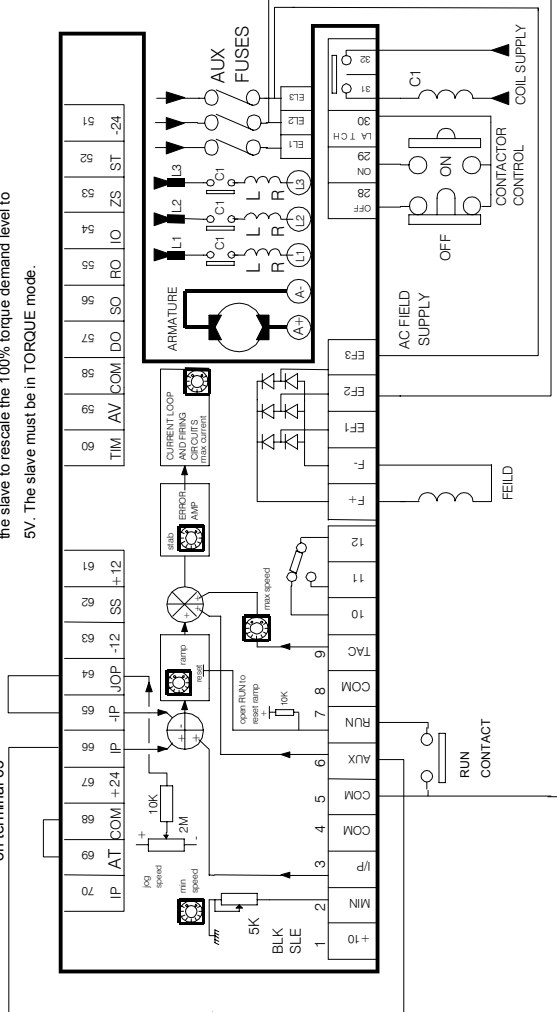 the slave to rescale the 100% torque demand level to
5V. The slave must be in TORQUE mode.
70 69 68 67 66 65 64 63 62 61
IP AT COM +24 IP -IP JOP -12 SS +12
60 59 58 57 56 55 54 53 52 51
TIM AV COM DO SO RO IO ZS ST -24
jog
speed
+
-
10K
2M
min
speed
5K
BLK
SLE
ramp
reset
open RUN to
reset ramp
+
10K
max speed
stab
ERROR
AMP
CURRENT LOOP
AND FIRING
CIRCUITS
max current
ARMATURE
A+ A-
L1 L2 L3
C1 C1 C1
L L L
R R R
L1 L2 L3
AUX
FUSES
EL1 EL2 EL3
1 2 3 4 5 6 7 8 9 10 11 12
+10 MIN I/P COM COM AUX RUN COM TAC
F+ F- EF1 EF2 EF3
28 29 30 31 32
OFF ON LATCH
RUN
CONTACT
FEILD
AC FIELD
SUPPLY
OFF
ON
CONTACTOR
CONTROL
C1
COIL SUPPLY